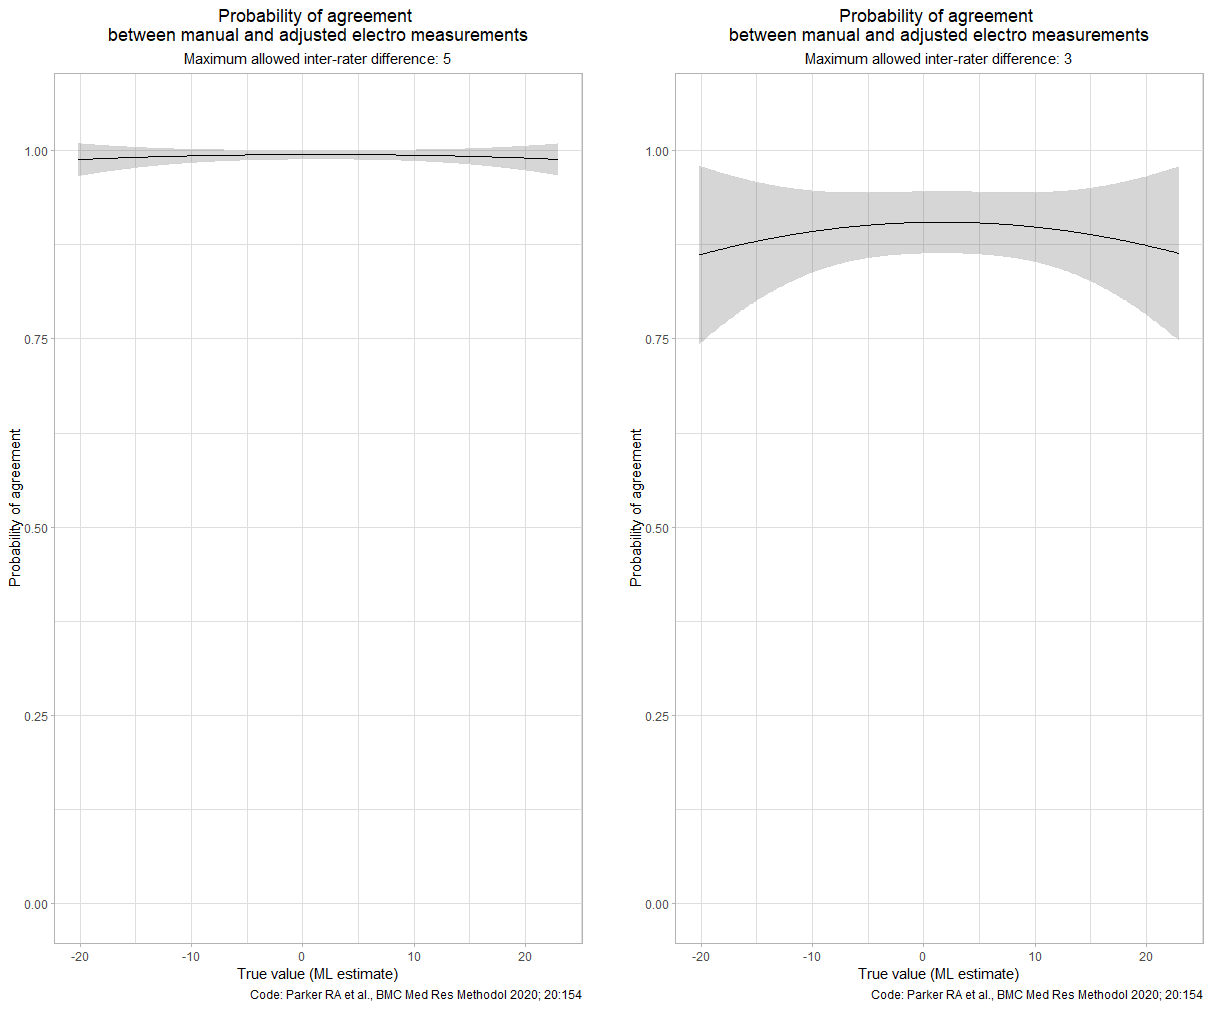 Probability of agreement
between manual and adjusted electro measurements
Maximum allowed inter-rater difference: 5
1.00
0.75
0.50
0.25
0.00
Probability of agreement
-20
-10
0
10
20
True value (ML estimate)
Code: Parker RA et al., BMC Med Res Methodol 2020; 20:154
Probability of agreement
between manual and adjusted electro measurements
Maximum allowed inter-rater difference: 3
1.00
0.75
0.50
0.25
0.00
Probability of agreement
-20
-10
0
10
20
True value (ML estimate)
Code: Parker RA et al., BMC Med Res Methodol 2020; 20:154